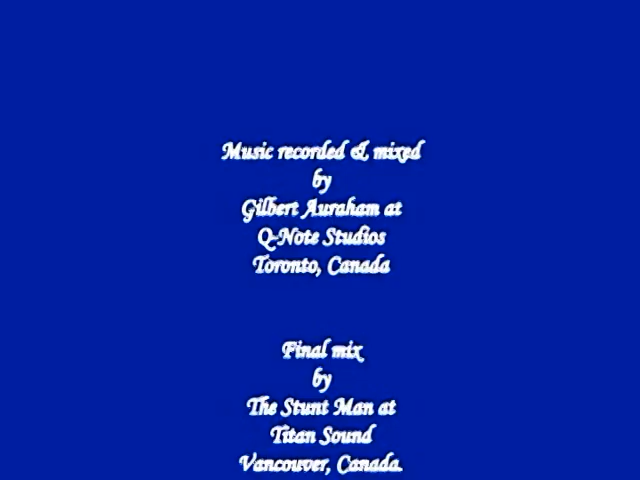 Music recorded & mixed
by
Gilbert Auraham at
Q-Note Studios
Toronto, Canada
Final mix
by
The Stunt Man at
Titan Sound
Vancouver, Canada.